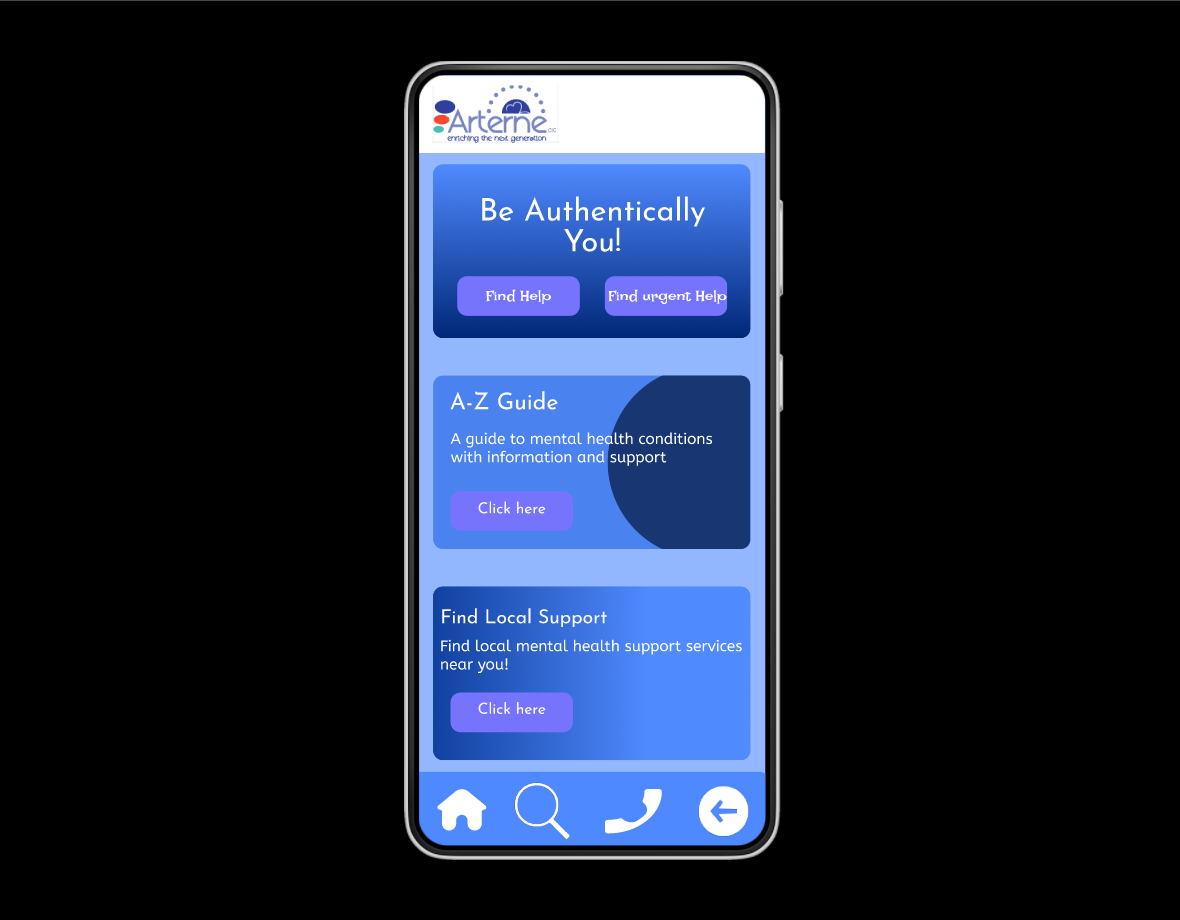 Arterne CIC
enriching the next generation
Be Authentically
You!
Find Help
Find urgent Help
A-Z Guide
A guide to mental health conditions
with information and support
Click here
Find Local Support
Find local mental health support services
near you!
Click here